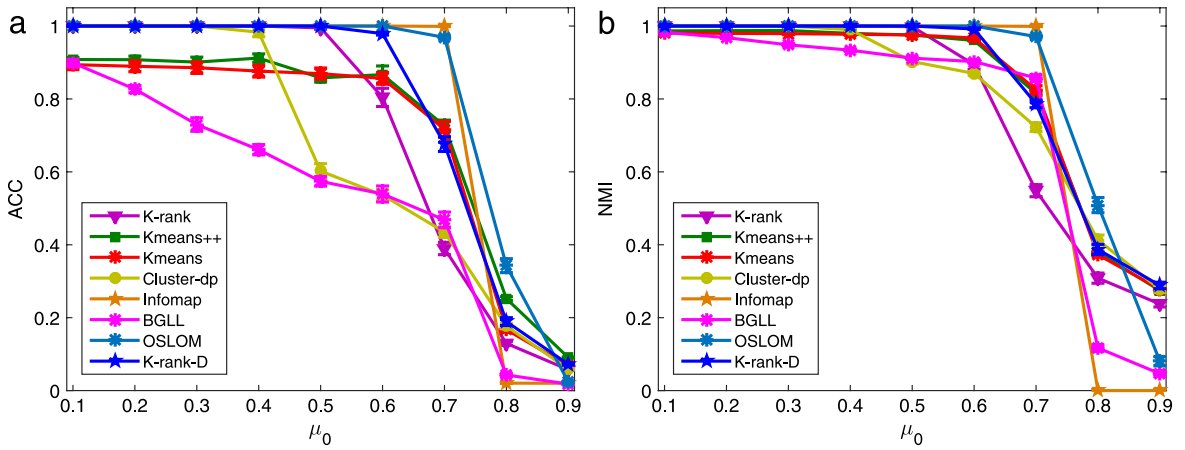 a
ACC
1
0.8
0.6
0.4
0.2
0
K-rank
Kmeans++
Kmeans
Cluster-dp
Infomap
BGLL
OSLOM
K-rank-D
0.1 0.2 0.3 0.4 0.5 0.6 0.7 0.8 0.9
μ0
b
NMI
1
0.8
0.6
0.4
0.2
0
K-rank
Kmeans++
Kmeans
Cluster-dp
Infomap
BGLL
OSLOM
K-rank-D
0.1 0.2 0.3 0.4 0.5 0.6 0.7 0.8 0.9
μ0